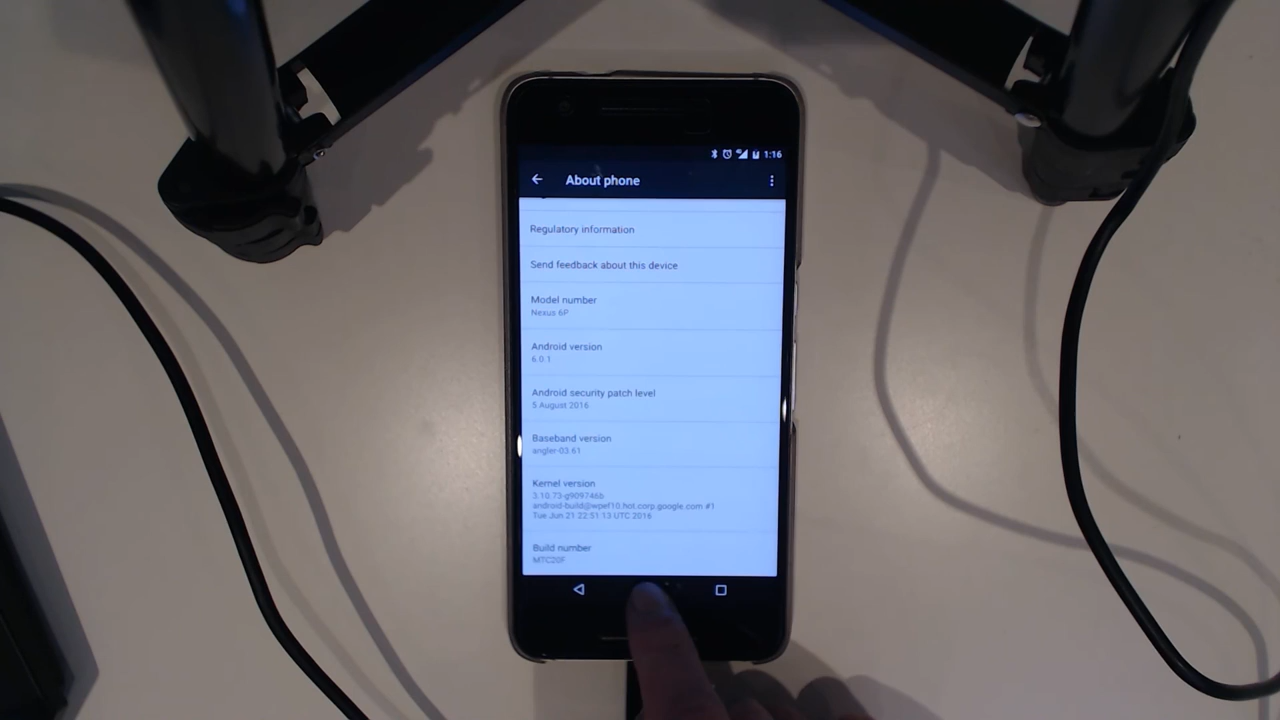 1:16
About phone
Regulatory information
Send feedback about this device
Model number
Nexus 6P
Android version
6.0.1
Android security patch level
5 August 2016
Baseband version
angler-03.61
Kernel version
3.10.73-g909746b
android-build@wpef10.hot.corp.google.com #1
Tue Jun 21 22:51:13 UTC 2016
Build number
MTC20F